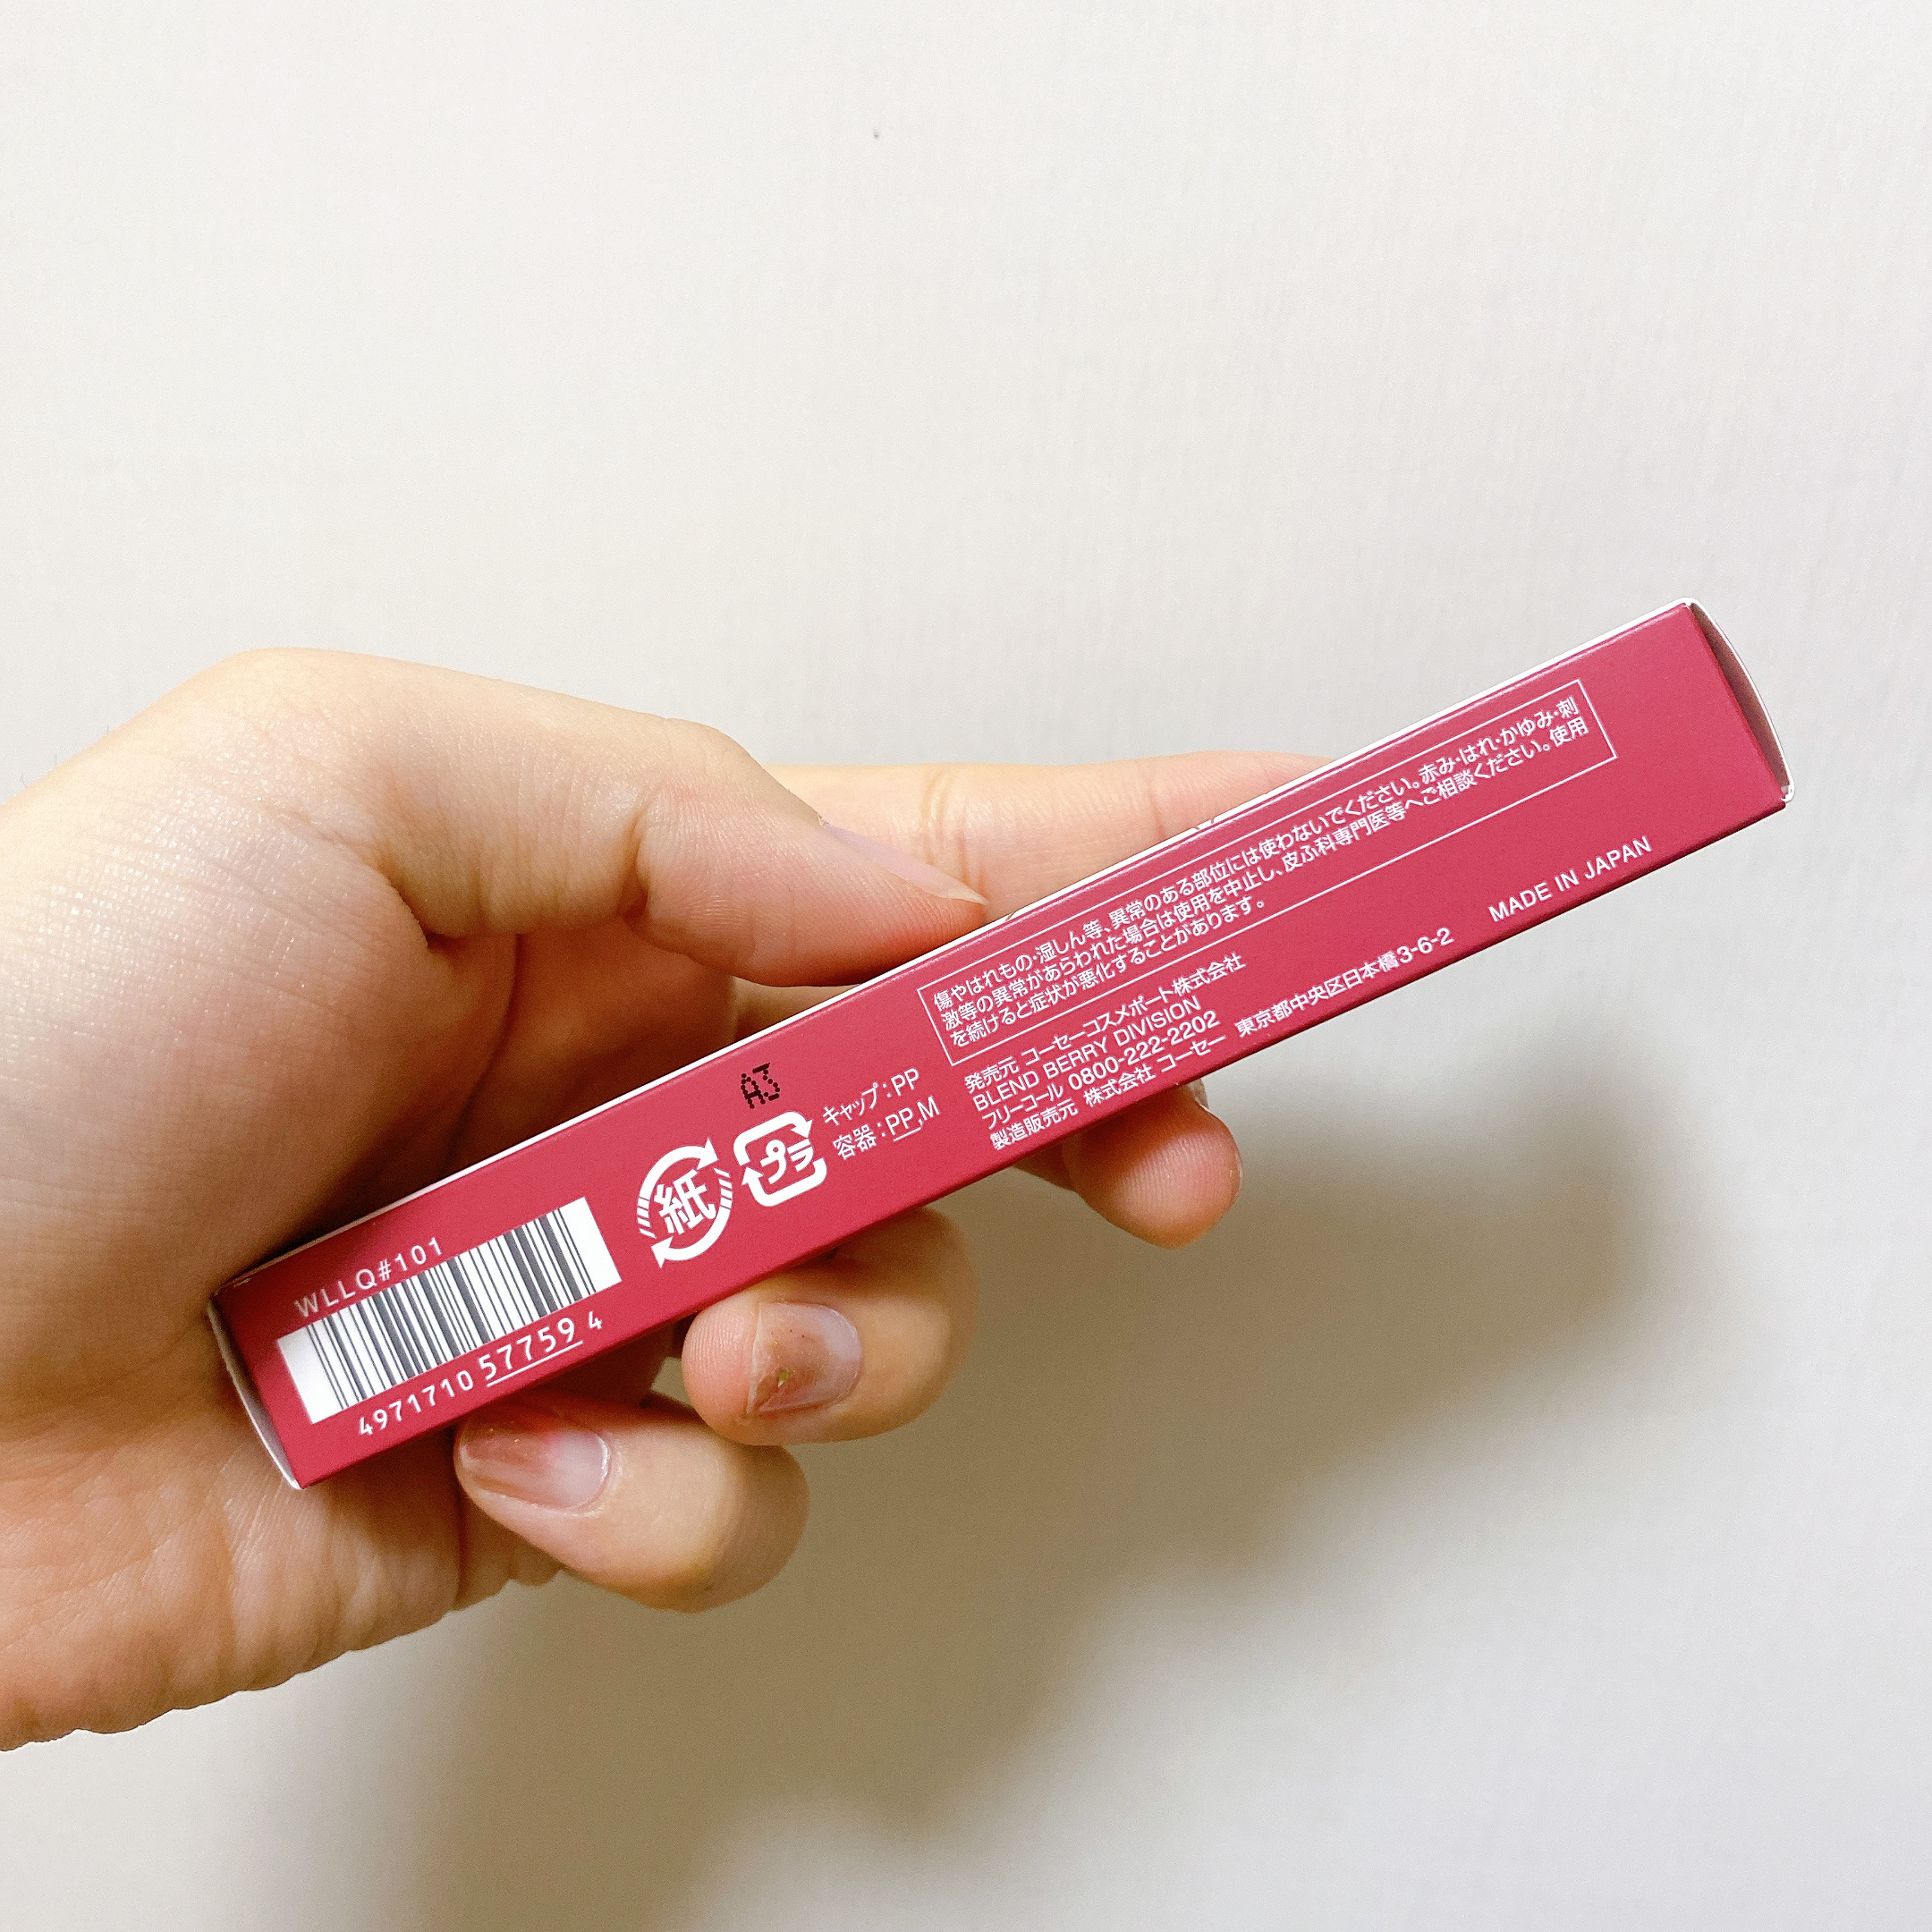 WLLQ#101
4971710 57759 4
A3
紙
プラ
キャップ:PP
容器:PP,M
傷やはれもの・湿しん等、異常のある部位には使わないでください。赤み・はれ・かゆみ・刺
激等の異常があらわれた場合は使用を中止し、皮ふ科専門医等へご相談ください。使用
を続けると症状が悪化することがあります。
発売元 コーセーコスメポート株式会社
BLEND BERRY DIVISION
フリーコール 0800-222-2202
製造販売元 株式会社 コーセー 東京都中央区日本橋3-6-2
MADE IN JAPAN